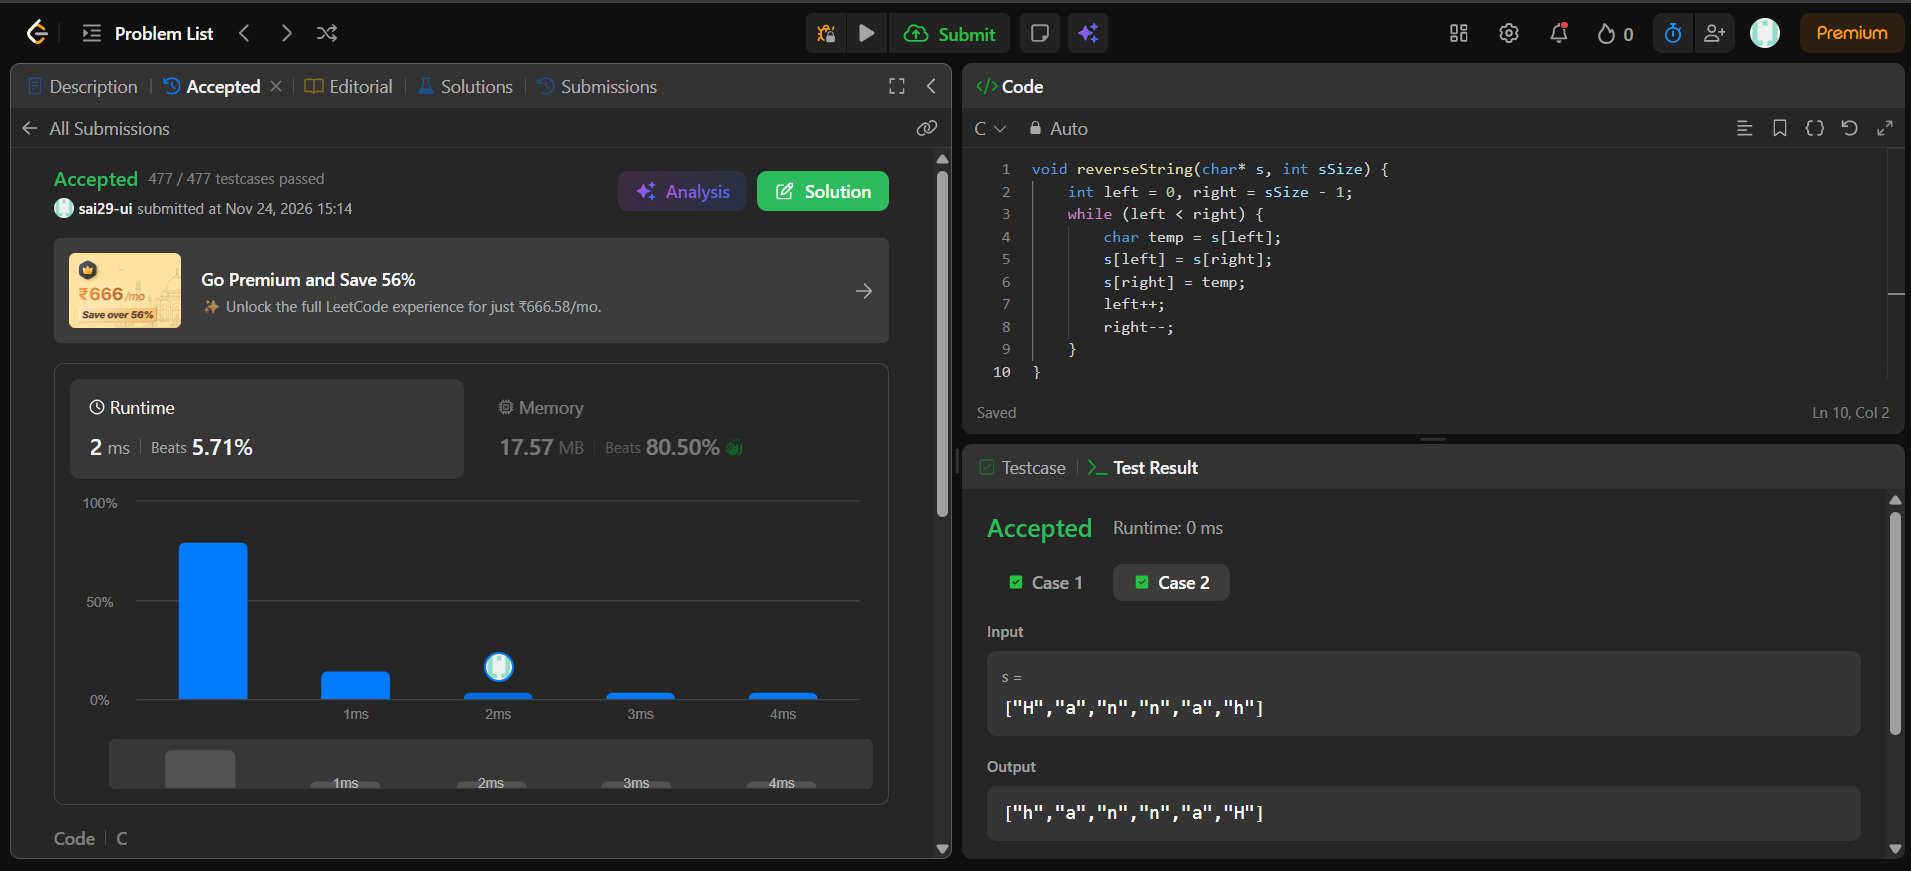 Problem List
Submit
0
Premium
Description
Accepted
Editorial
Solutions
Submissions
All Submissions
Accepted 477 / 477 testcases passed
sai29-ui submitted at Nov 24, 2026 15:14
Analysis
Solution
₹666/mo
Save over 56%
Go Premium and Save 56%
✨ Unlock the full LeetCode experience for just ₹666.58/mo.
Runtime
2 ms Beats 5.71%
Memory
17.57 MB Beats 80.50%
100%
50%
0%
1ms 2ms 3ms 4ms
1ms 2ms 3ms 4ms
Code C
</> Code
C Auto
1 void reverseString(char* s, int sSize) {
2     int left = 0, right = sSize - 1;
3     while (left < right) {
4         char temp = s[left];
5         s[left] = s[right];
6         s[right] = temp;
7         left++;
8         right--;
9     }
10 }
Saved
Ln 10, Col 2
Testcase
Test Result
Accepted Runtime: 0 ms
Case 1
Case 2
Input
s =
["H","a","n","n","a","h"]
Output
["h","a","n","n","a","H"]